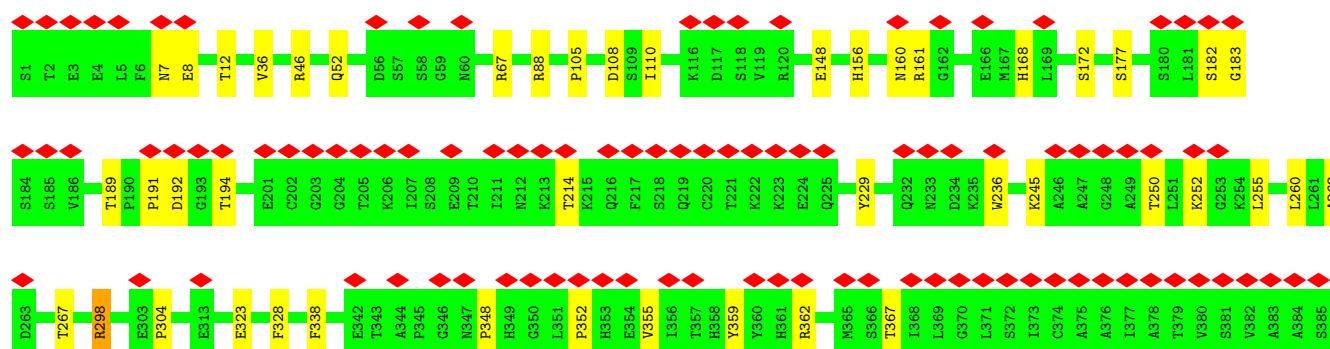 S1 T2 E3 E4 L5 F6 N7 E8 T12 V36 R46 Q52 D56 S57 S58 G59 N60 R67 R88 P105 D108 S109 I110 K116 D117 S118 V119 R120 E148 H156 N160 R161 G162 E166 M167 H168 L169 S172 S177 S180 L181 S182 G183
S184 S185 V186 T189 P190 P191 D192 G193 T194 E201 C202 G203 G204 T205 K206 I207 S208 E209 T210 I211 N212 K213 T214 K215 Q216 F217 S218 Q219 C220 T221 K222 K223 E224 Q225 Y229 Q232 N233 D234 K235 W236 K245 A246 A247 G248 A249 T250 L251 K252 G253 K254 L255 L260 L261
D263 T267 R298 E303 P304 E313 E323 F328 F338 E342 T343 A344 P345 G346 N347 P348 H349 G350 L351 P352 H353 E354 V355 I356 T357 H358 Y359 Y360 H361 R362 M365 S366 T367 I368 L369 G370 L371 S372 I373 C374 A375 A376 I377 A378 T379 V380 S381 V382 A383 A384 S385